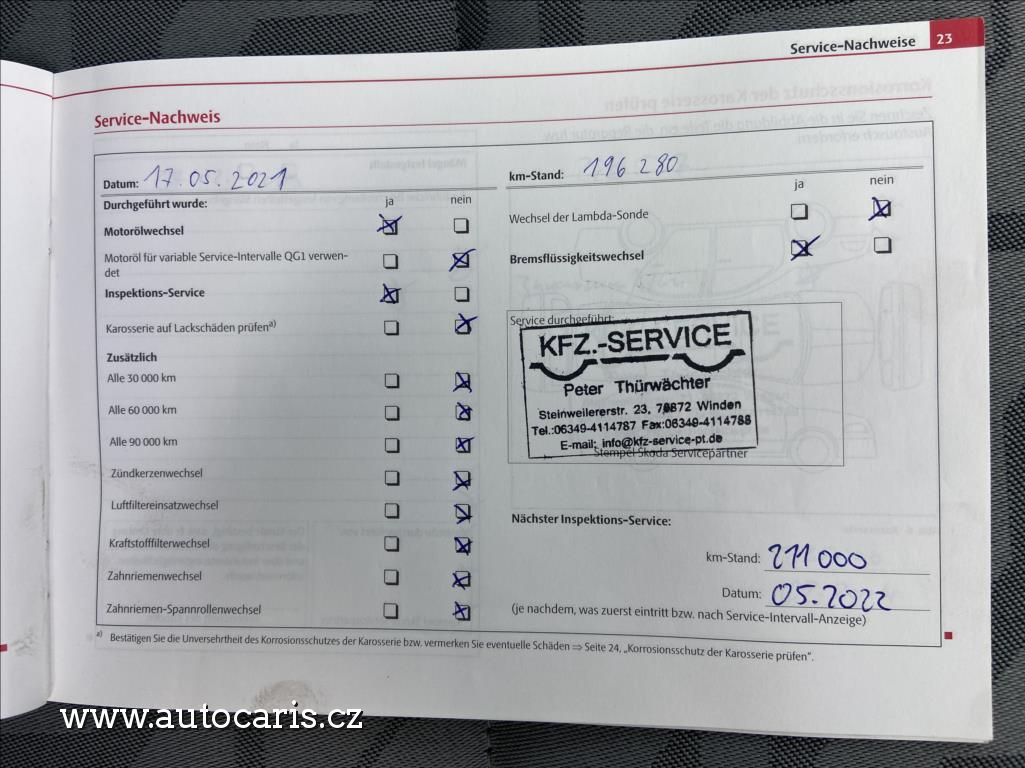 Service-Nachweise 23
Service-Nachweis
Datum: 17.05.2021
Durchgeführt wurde: ja nein
Motorölwechsel
Motoröl für variable Service-Intervalle QG1 verwen-
det
Inspektions-Service
Karosserie auf Lackschäden prüfen a)
Zusätzlich
Alle 30 000 km
Alle 60 000 km
Alle 90 000 km
Zündkerzenwechsel
Luftfiltereinsatzwechsel
Kraftstofffilterwechsel
Zahnriemenwechsel
Zahnriemen-Spannrollenwechsel
km-Stand: 196 280
ja nein
Wechsel der Lambda-Sonde
Bremsflüssigkeitswechsel
Service durchgeführt:
KFZ.-SERVICE
Peter Thürwächter
Steinweilererstr. 23, 76872 Winden
Tel.:06349-4114787 Fax:06349-4114788
E-mail: info@kfz-service-pt.de
Stempel Škoda Servicepartner
Nächster Inspektions-Service:
km-Stand: 211 000
Datum: 05.2022
(je nachdem, was zuerst eintritt bzw. nach Service-Intervall-Anzeige)
a) Bestätigen Sie die Unversehrtheit des Korrosionsschutzes der Karosserie bzw. vermerken Sie eventuelle Schäden ⇒ Seite 24, „Korrosionsschutz der Karosserie prüfen“.
www.autocaris.cz